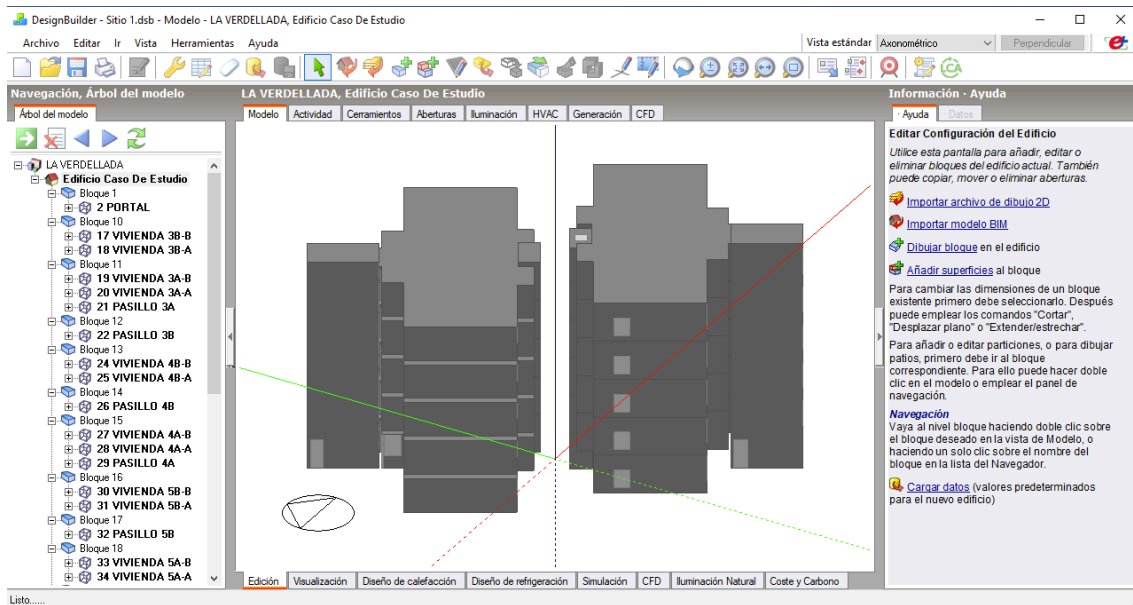 DesignBuilder - Sitio 1.dsb - Modelo - LA VERDELLADA, Edificio Caso De Estudio
Archivo Editar Ir Vista Herramientas Ayuda
Vista estándar Axonométrico Perpendicular
Navegación, Árbol del modelo
Árbol del modelo
LA VERDELLADA
Edificio Caso De Estudio
Bloque 1
2 PORTAL
Bloque 10
17 VIVIENDA 3B-B
18 VIVIENDA 3B-A
Bloque 11
19 VIVIENDA 3A-B
20 VIVIENDA 3A-A
21 PASILLO 3A
Bloque 12
22 PASILLO 3B
Bloque 13
24 VIVIENDA 4B-B
25 VIVIENDA 4B-A
Bloque 14
26 PASILLO 4B
Bloque 15
27 VIVIENDA 4A-B
28 VIVIENDA 4A-A
29 PASILLO 4A
Bloque 16
30 VIVIENDA 5B-B
31 VIVIENDA 5B-A
Bloque 17
32 PASILLO 5B
Bloque 18
33 VIVIENDA 5A-B
34 VIVIENDA 5A-A
LA VERDELLADA, Edificio Caso De Estudio
Modelo Actividad Cerramientos Aberturas Iluminación HVAC Generación CFD
Edición Visualización Diseño de calefacción Diseño de refrigeración Simulación CFD Iluminación Natural Coste y Carbono
Información - Ayuda
Ayuda Datos
Editar Configuración del Edificio
Utilice esta pantalla para añadir, editar o
eliminar bloques del edificio actual. También
puede copiar, mover o eliminar aberturas.
Importar archivo de dibujo 2D
Importar modelo BIM
Dibujar bloque en el edificio
Añadir superficies al bloque
Para cambiar las dimensiones de un bloque
existente primero debe seleccionarlo. Después
puede emplear los comandos "Cortar",
"Desplazar plano" o "Extender/estrechar".
Para añadir o editar particiones, o para dibujar
patios, primero debe ir al bloque
correspondiente. Para ello puede hacer doble
clic en el modelo o emplear el panel de
navegación.
Navegación
Vaya al nivel bloque haciendo doble clic sobre
el bloque deseado en la vista de Modelo, o
haciendo un solo clic sobre el nombre del
bloque en la lista del Navegador.
Cargar datos (valores predeterminados
para el nuevo edificio)
Listo......